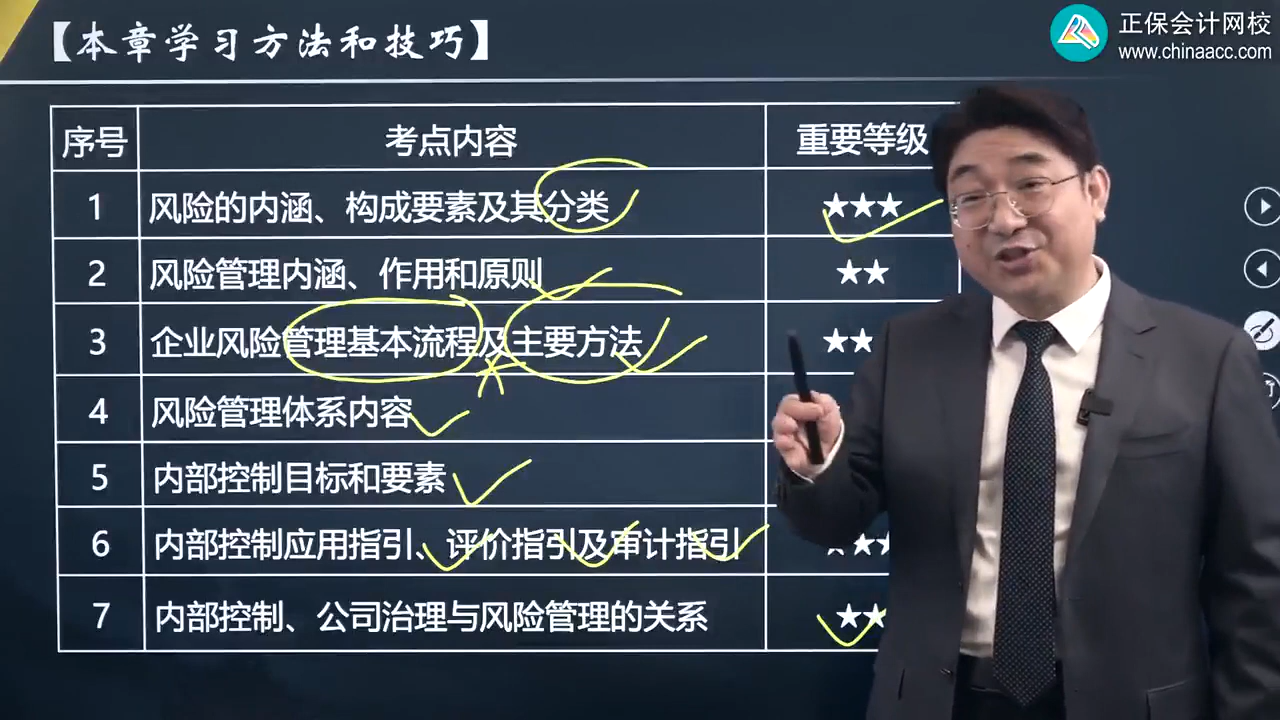 【本章学习方法和技巧】
正保会计网校
www.chinaacc.com
序号 考点内容 重要等级
1 风险的内涵、构成要素及其分类 ★★★
2 风险管理内涵、作用和原则 ★★
3 企业风险管理基本流程及主要方法 ★★
4 风险管理体系内容
5 内部控制目标和要素
6 内部控制应用指引、评价指引及审计指引 ★★★
7 内部控制、公司治理与风险管理的关系 ★★